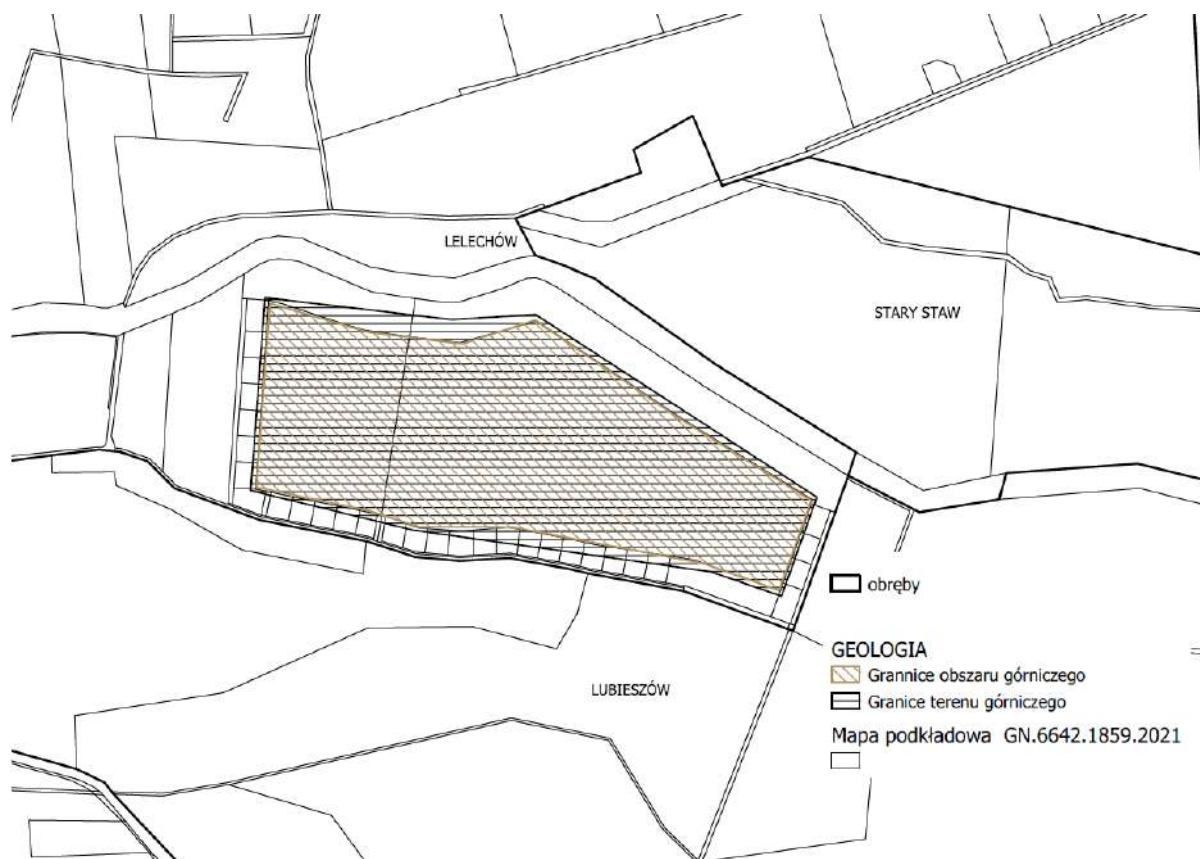 LELECHÓW
STARY STAW
obręby
GEOLOGIA
Grannice obszaru górniczego
Granice terenu górniczego
LUBIESZÓW
Mapa podkładowa GN.6642.1859.2021